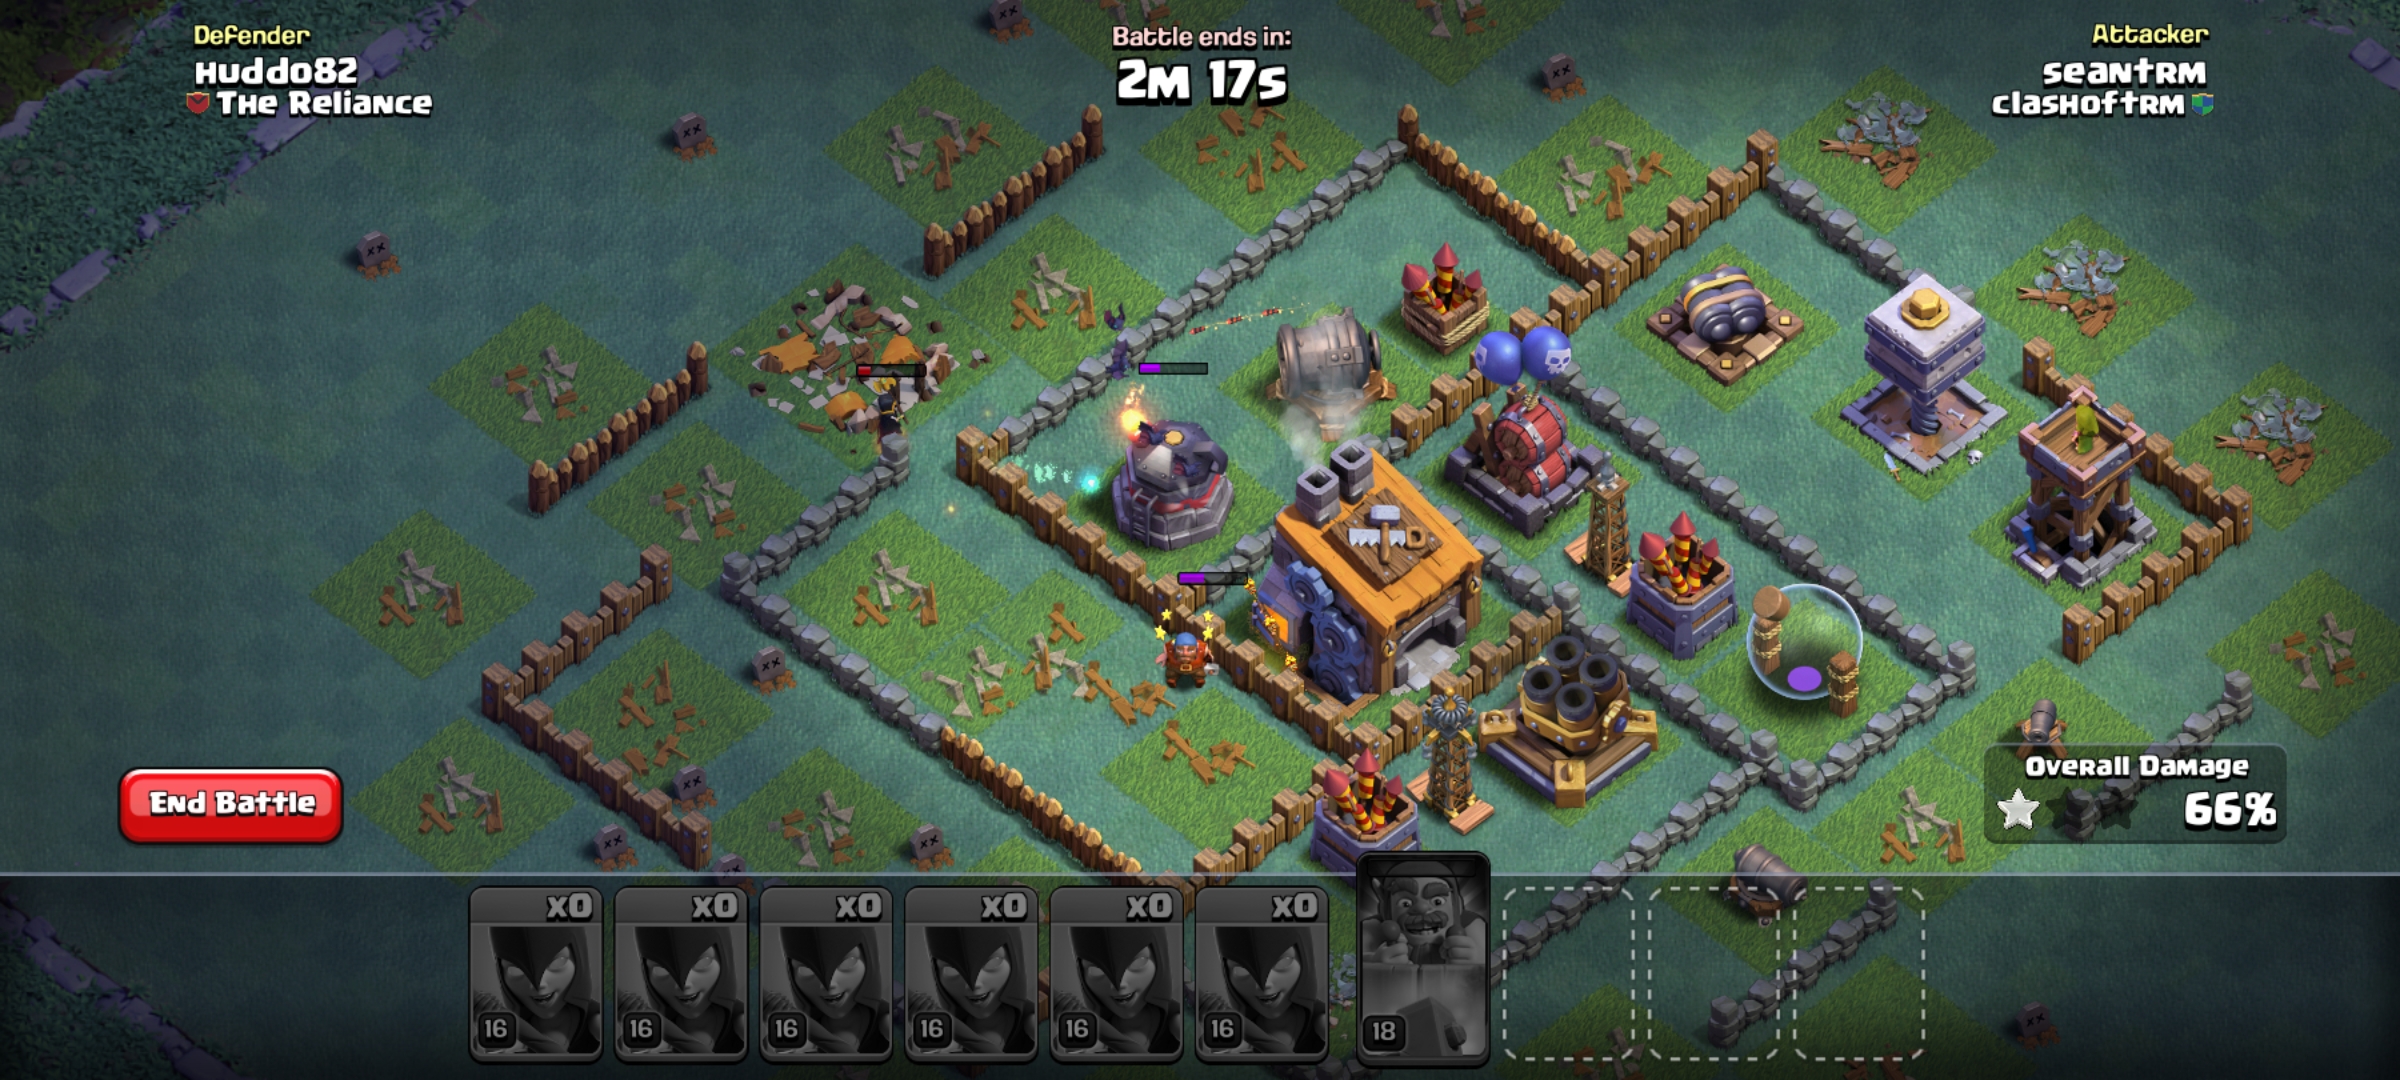 Defender
Huddo82
The Reliance
Battle ends in:
2M 17s
Attacker
seantRM
clashoftRM
End Battle
Overall Damage
66%
x0
x0
x0
x0
x0
x0
16
16
16
16
16
16
18